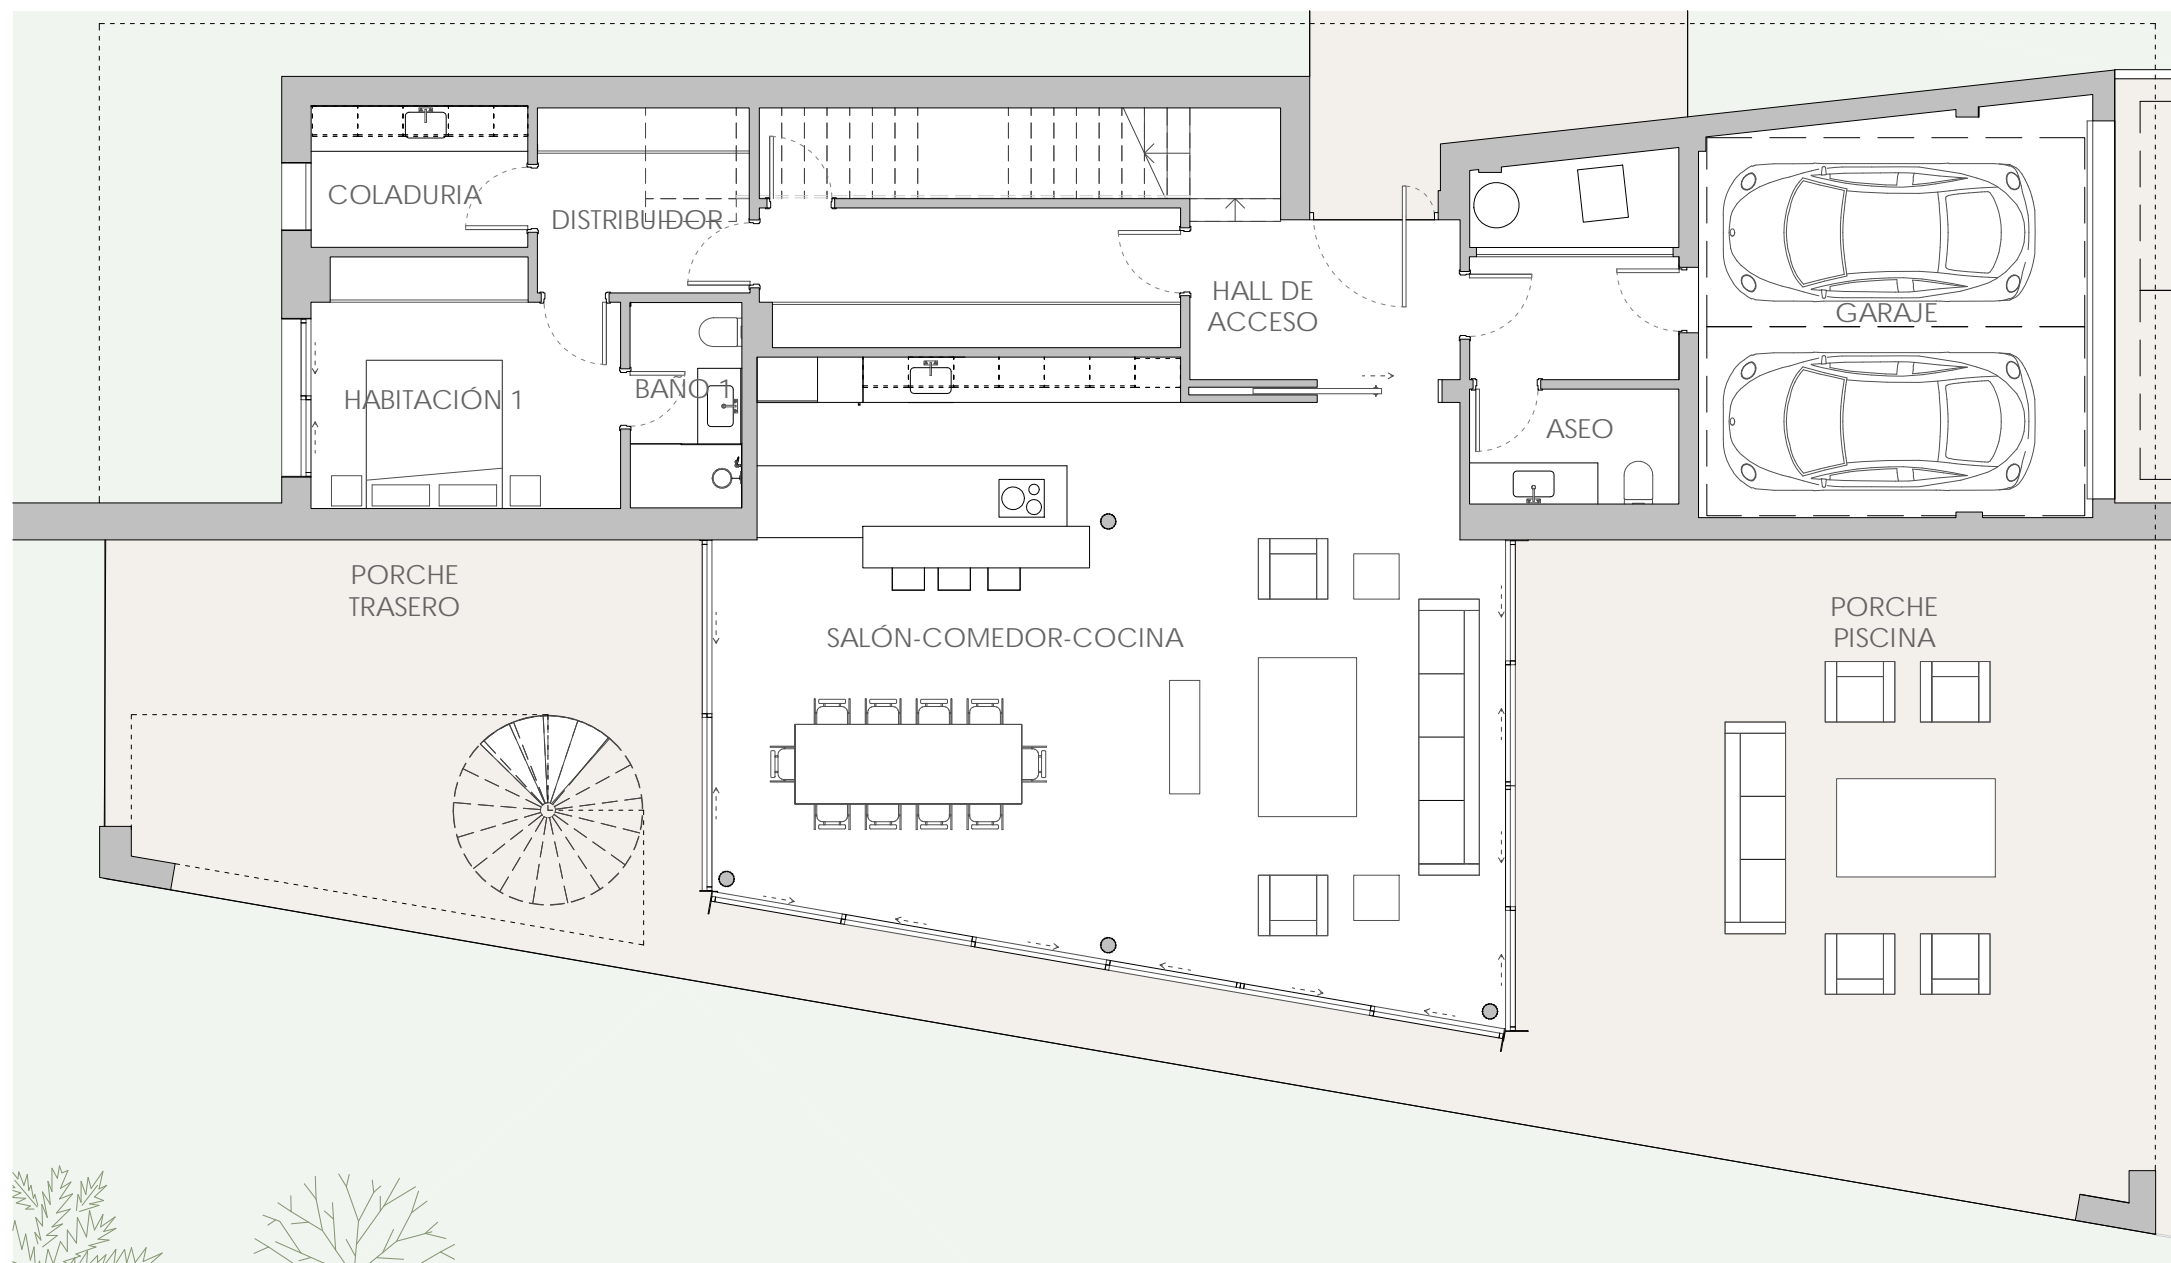 COLADURIA
DISTRIBUIDOR
HALL DE
ACCESO
GARAJE
HABITACIÓN 1
BAÑO 1
ASEO
PORCHE
TRASERO
SALÓN-COMEDOR-COCINA
PORCHE
PISCINA